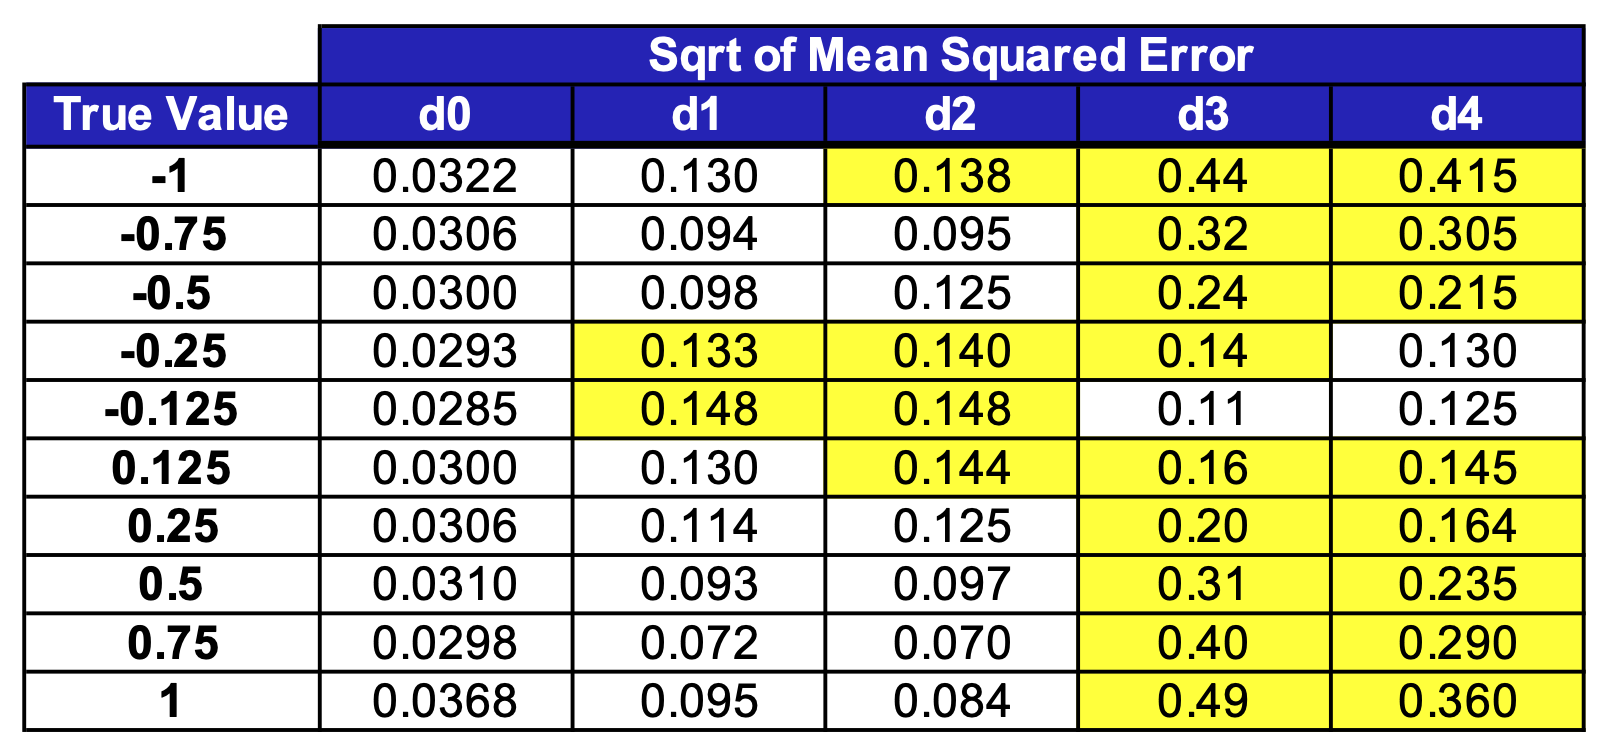 Sqrt of Mean Squared Error
True Value d0 d1 d2 d3 d4
-1 0.0322 0.130 0.138 0.44 0.415
-0.75 0.0306 0.094 0.095 0.32 0.305
-0.5 0.0300 0.098 0.125 0.24 0.215
-0.25 0.0293 0.133 0.140 0.14 0.130
-0.125 0.0285 0.148 0.148 0.11 0.125
0.125 0.0300 0.130 0.144 0.16 0.145
0.25 0.0306 0.114 0.125 0.20 0.164
0.5 0.0310 0.093 0.097 0.31 0.235
0.75 0.0298 0.072 0.070 0.40 0.290
1 0.0368 0.095 0.084 0.49 0.360